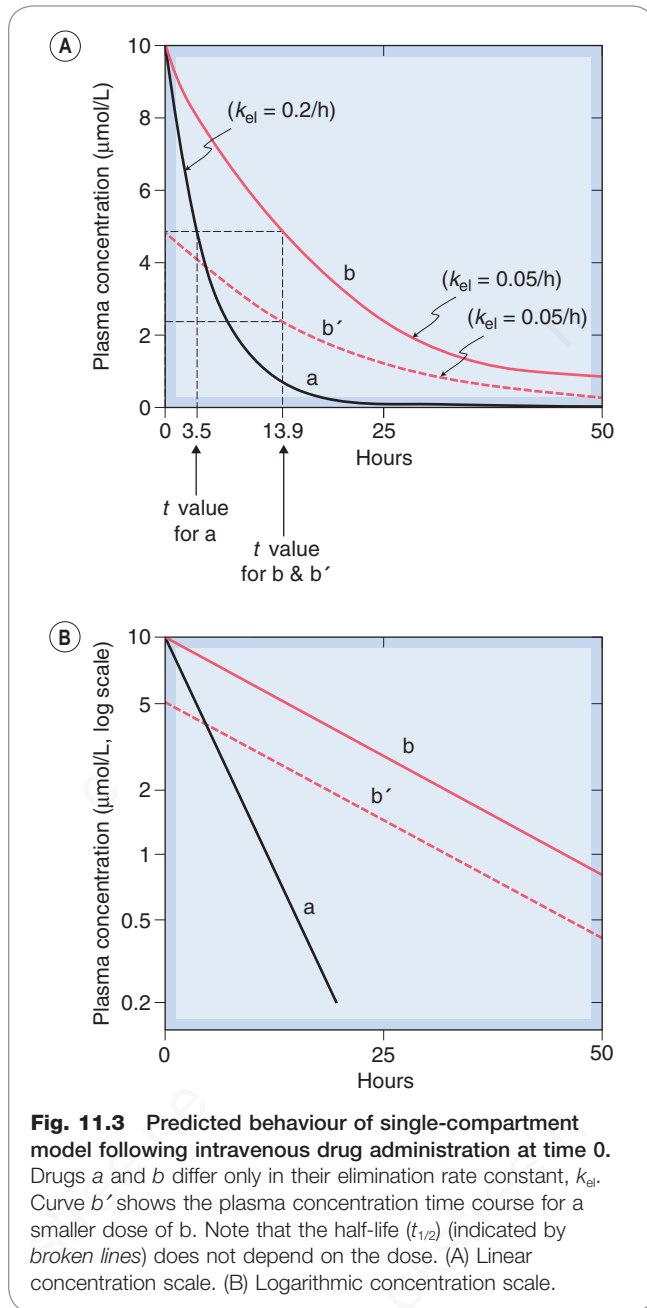 A
Plasma concentration (µmol/L)
10
8
6
4
2
0
(kel = 0.2/h)
b
(kel = 0.05/h)
(kel = 0.05/h)
b′
a
0 3.5 13.9 25 50
Hours
t value
for a
t value
for b & b′
B
Plasma concentration (µmol/L, log scale)
10
5
2
1
0.5
0.2
b
b′
a
0 25 50
Hours
Fig. 11.3 Predicted behaviour of single-compartment
model following intravenous drug administration at time 0.
Drugs a and b differ only in their elimination rate constant, kel.
Curve b′ shows the plasma concentration time course for a
smaller dose of b. Note that the half-life (t1/2) (indicated by
broken lines) does not depend on the dose. (A) Linear
concentration scale. (B) Logarithmic concentration scale.